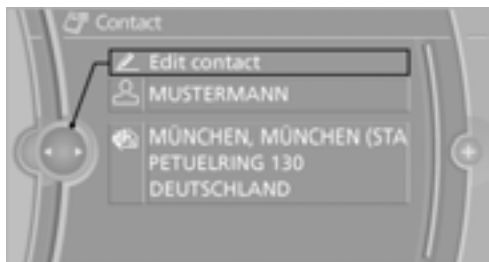 Contact
Edit contact
MUSTERMANN
MÜNCHEN, MÜNCHEN (STA
PETUELRING 130
DEUTSCHLAND